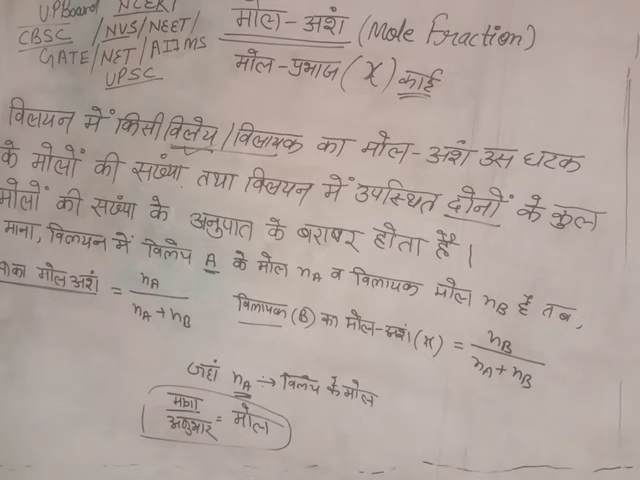 UPBoard NCERT
CBSC / NVS/NEET/
GATE/NET/AIIMS
UPSC
मोल-अंश (Mole Fraction)
मोल-प्रभाज (x) काई
विलयन में किसी विलेय/विलायक का मोल-अंश उस घटक
के मोलों की संख्या तथा विलयन में उपस्थित दोनों के कुल
मोलों की संख्या के अनुपात के बराबर होता है।
माना, विलयन में विलेय A के मोल nA व विलायक मोल nB है तब,
का मोल अंश = nA / nA + nB
विलायक (B) का मोल-अंश (x) = nB / nA + nB
जहां nA → विलेय के मोल
अणुभार = मोल